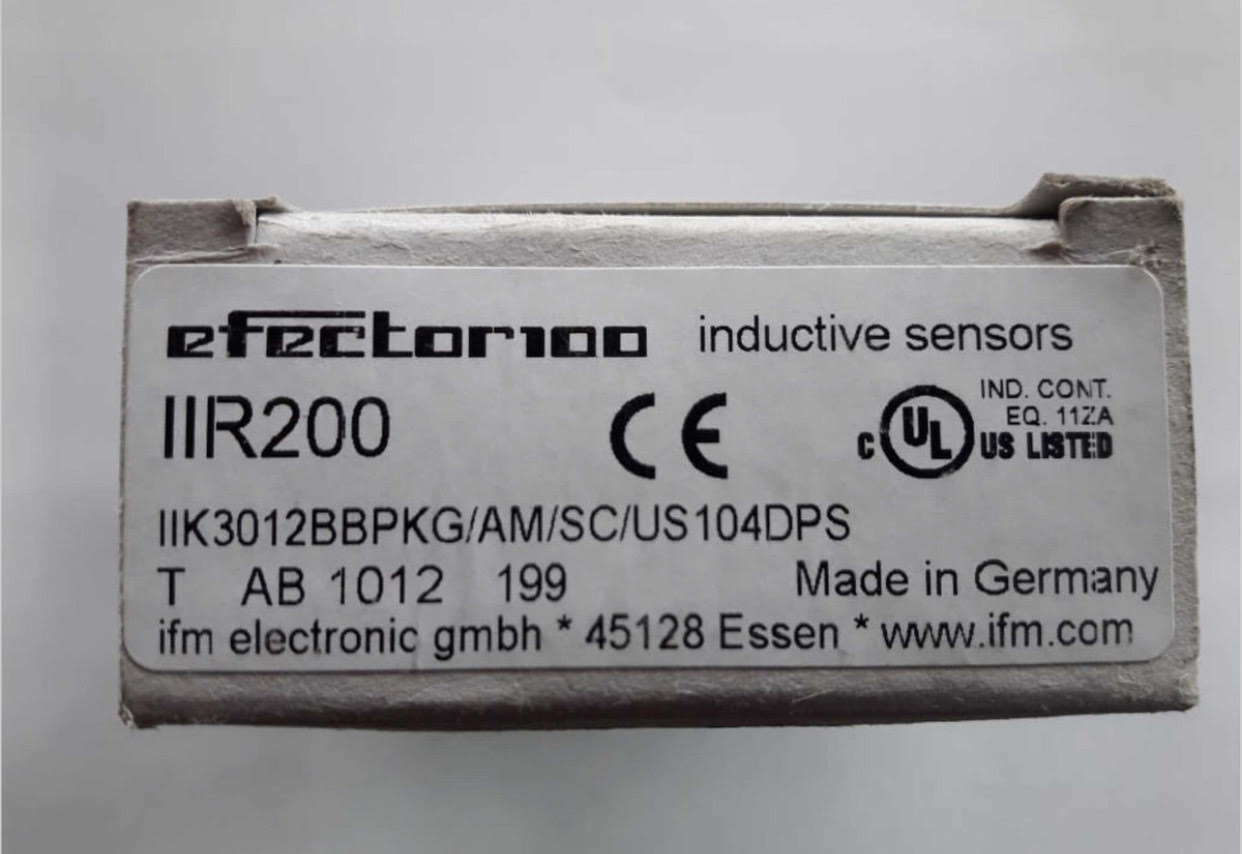 efector100 inductive sensors
IIR200 CE C UL US LISTED IND. CONT. EQ. 11ZA
IIK3012BBPKG/AM/SC/US104DPS
T AB 1012 199 Made in Germany
ifm electronic gmbh * 45128 Essen * www.ifm.com